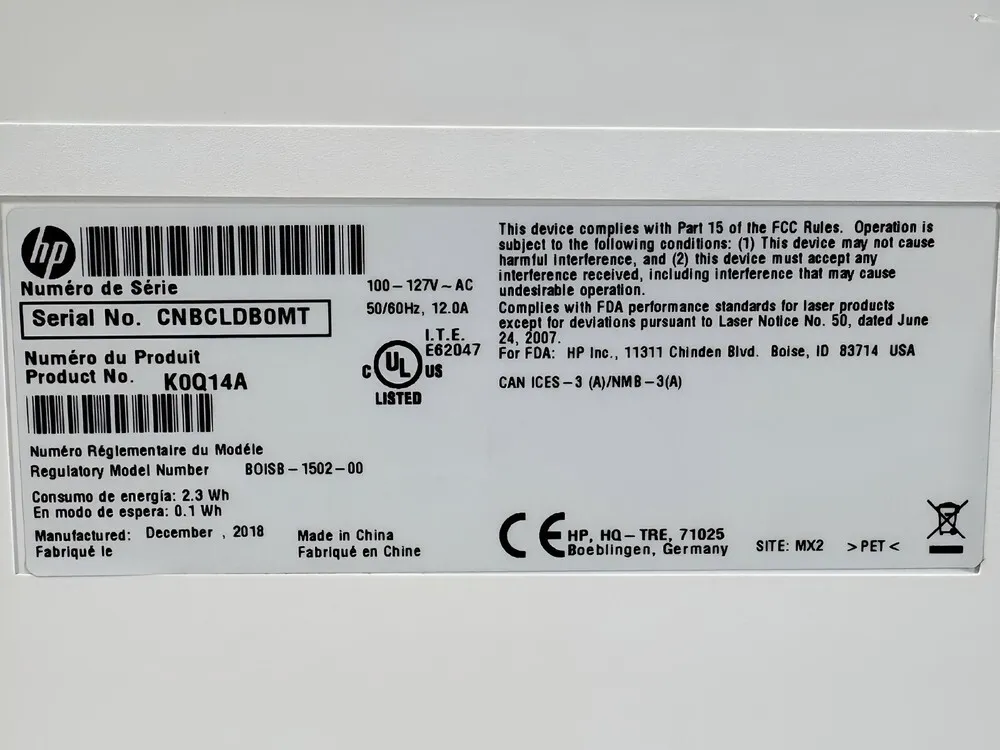 hp
Numéro de Série
Serial No. CNBCLDB0MT
Numéro du Produit
Product No. K0Q14A
Numéro Réglementaire du Modéle
Regulatory Model Number BOISB-1502-00
Consumo de energía: 2.3 Wh
En modo de espera: 0.1 Wh
Manufactured: December , 2018
Fabriqué le
Made in China
Fabriqué en Chine
100-127V~AC
50/60Hz, 12.0A
I.T.E.
E62047
C UL US
LISTED
This device complies with Part 15 of the FCC Rules. Operation is
subject to the following conditions: (1) This device may not cause
harmful interference, and (2) this device must accept any
interference received, including interference that may cause
undesirable operation.
Complies with FDA performance standards for laser products
except for deviations pursuant to Laser Notice No. 50, dated June
24, 2007.
For FDA: HP Inc., 11311 Chinden Blvd. Boise, ID 83714 USA
CAN ICES-3 (A)/NMB-3(A)
CE HP, HQ-TRE, 71025
Boeblingen, Germany
SITE: MX2 >PET<